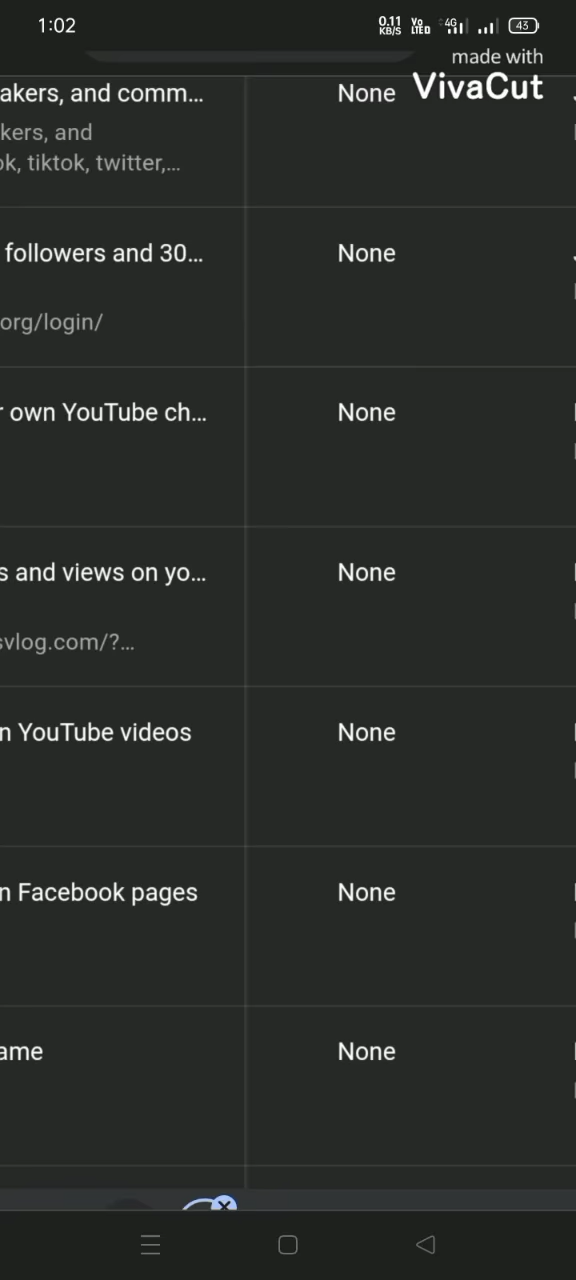 1:02 0.11 KB/S Vo LTED 4G 43
made with
VivaCut
akers, and comm... None
kers, and
ok, tiktok, twitter,...
followers and 30... None
org/login/
r own YouTube ch... None
s and views on yo... None
svlog.com/?...
n YouTube videos None
n Facebook pages None
ame None